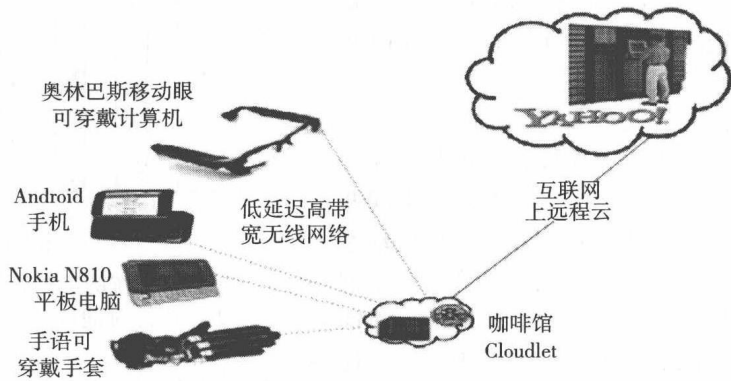 奥林巴斯移动眼
可穿戴计算机
YAHOO!
Android
手机
低延迟高带
宽无线网络
互联网
上远程云
Nokia N810
平板电脑
手语可
穿戴手套
咖啡馆
Cloudlet